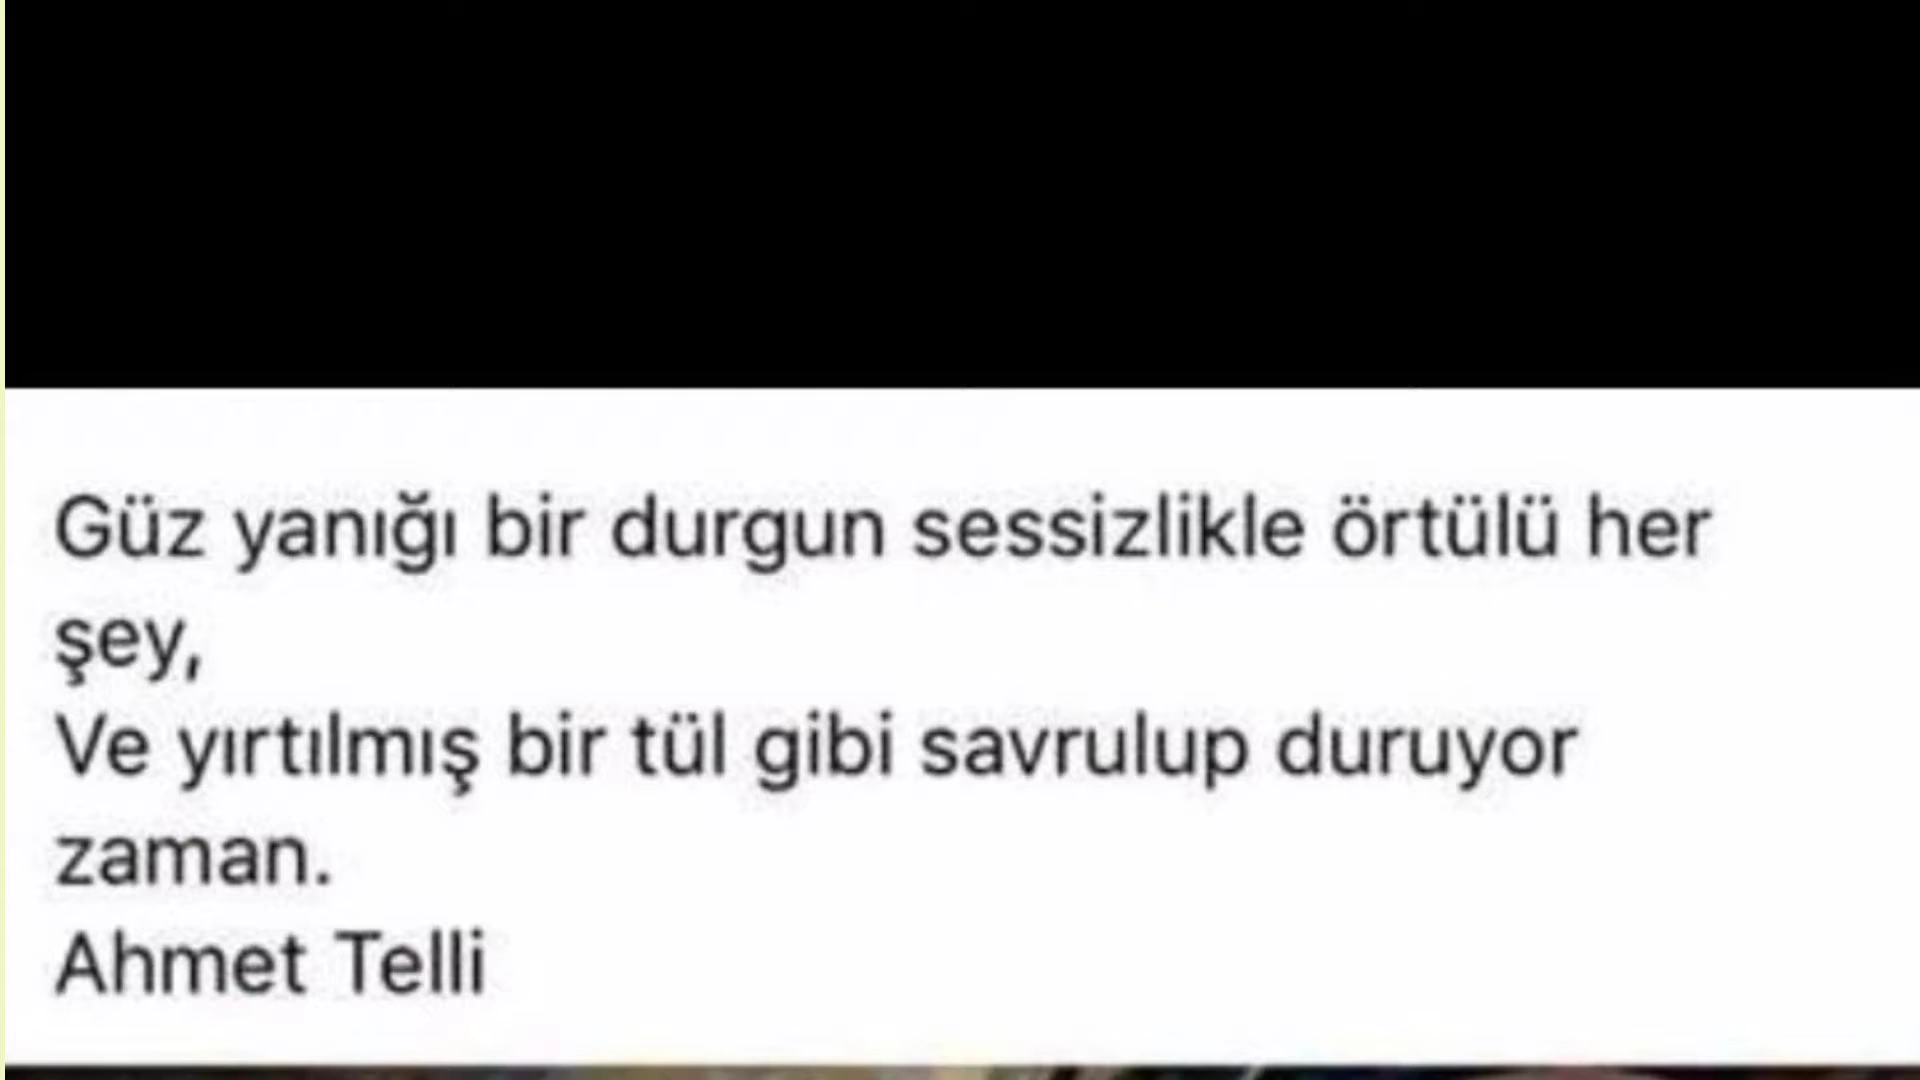 Güz yanığı bir durgun sessizlikle örtülü her
şey,
Ve yırtılmış bir tül gibi savrulup duruyor
zaman.
Ahmet Telli